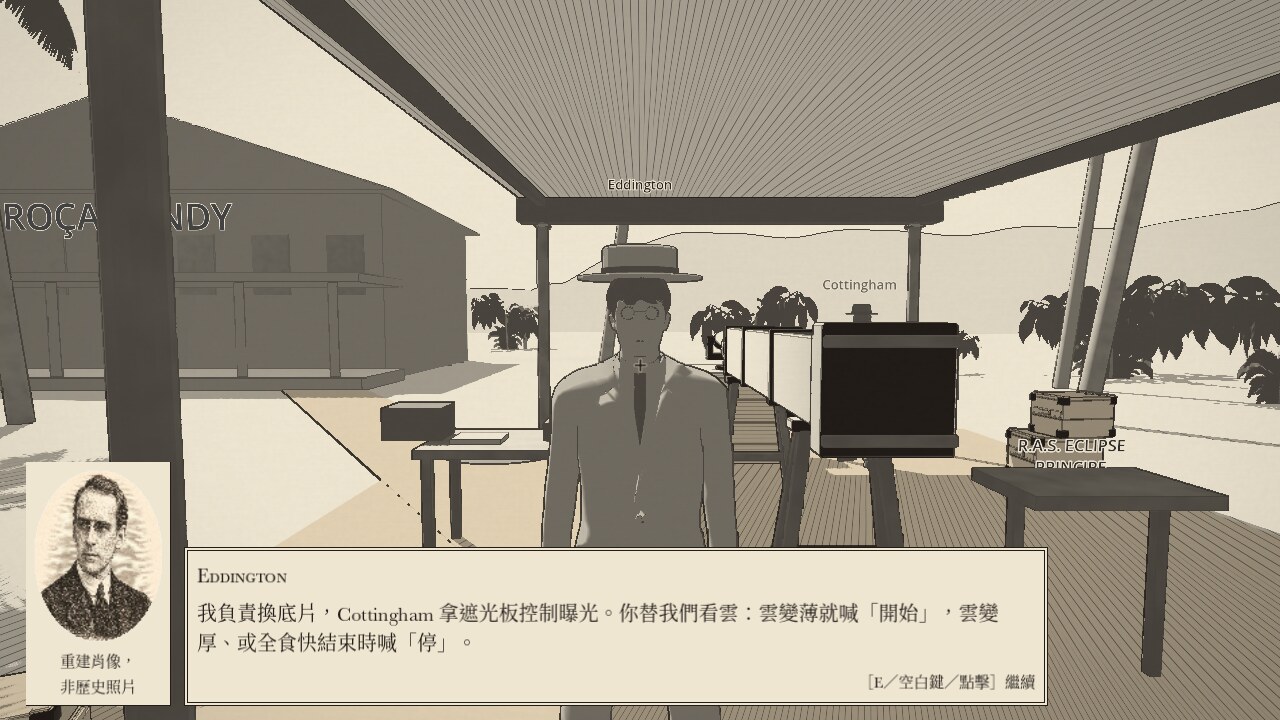 Eddington
ROÇA
NDY
Cottingham
R.A.S. ECLIPSE
PRINCIPE
EDDINGTON
我負責換底片，Cottingham 拿遮光板控制曝光。你替我們看雲：雲變薄就喊「開始」，雲變
厚、或全食快結束時喊「停」。
［E／空白鍵／點擊］繼續
重建肖像，
非歷史照片